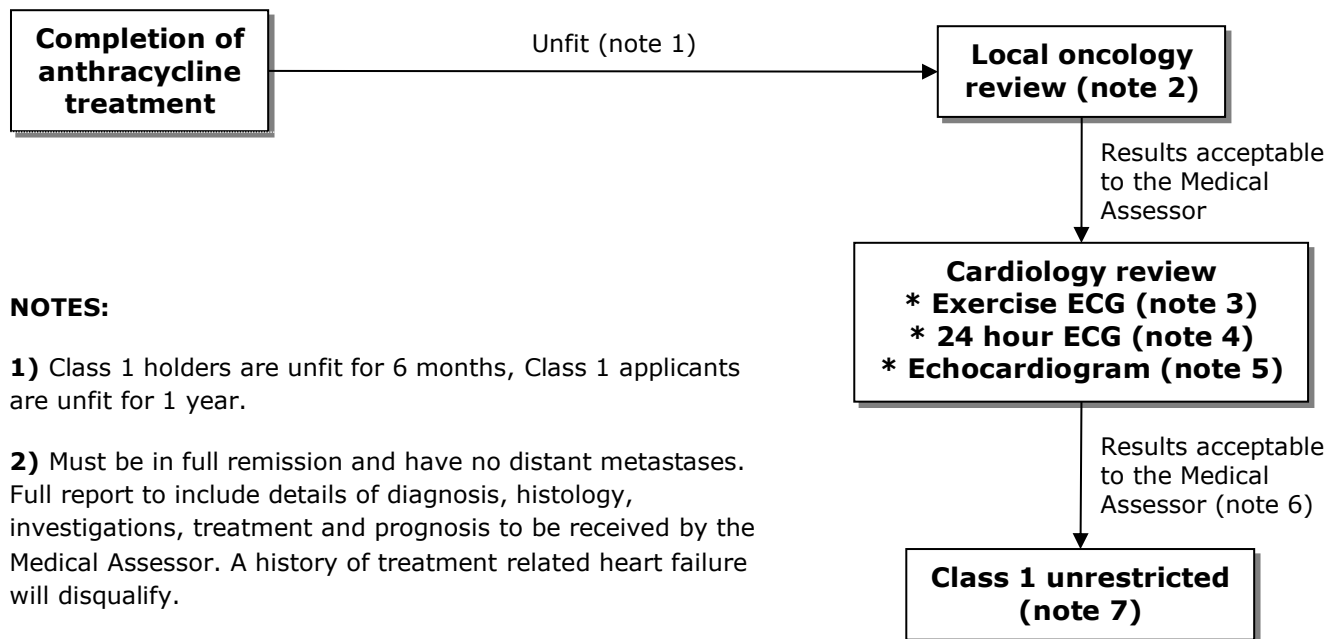 Completion of
anthracycline
treatment
Unfit (note 1)
Local oncology
review (note 2)
Results acceptable
to the Medical
Assessor
Cardiology review
* Exercise ECG (note 3)
* 24 hour ECG (note 4)
* Echocardiogram (note 5)
Results acceptable
to the Medical
Assessor (note 6)
Class 1 unrestricted
(note 7)
NOTES:
1) Class 1 holders are unfit for 6 months, Class 1 applicants
are unfit for 1 year.
2) Must be in full remission and have no distant metastases.
Full report to include details of diagnosis, histology,
investigations, treatment and prognosis to be received by the
Medical Assessor. A history of treatment related heart failure
will disqualify.